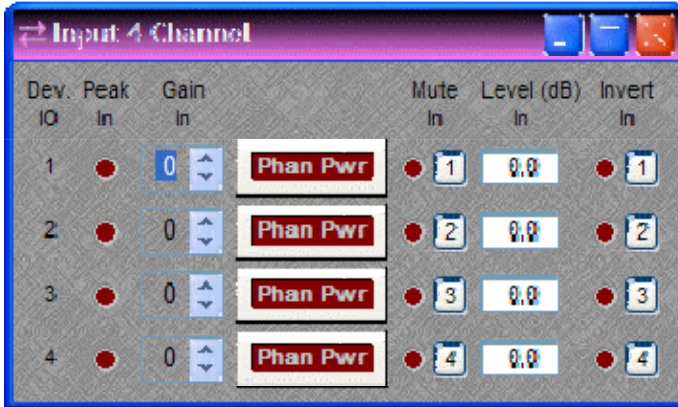 Input 4 Channel
Dev. Peak Gain Mute Level (dB) Invert
IO In In In In In
1 0 Phan Pwr 1 0.0 1
2 0 Phan Pwr 2 0.0 2
3 0 Phan Pwr 3 0.0 3
4 0 Phan Pwr 4 0.0 4